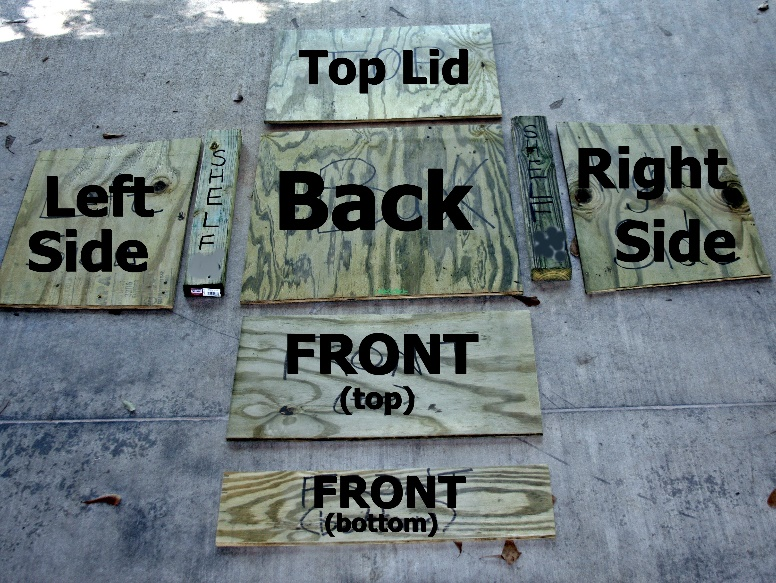 Top Lid
Left
Side
SHELF
Back
SHELF
Right
Side
FRONT
(top)
FRONT
(bottom)